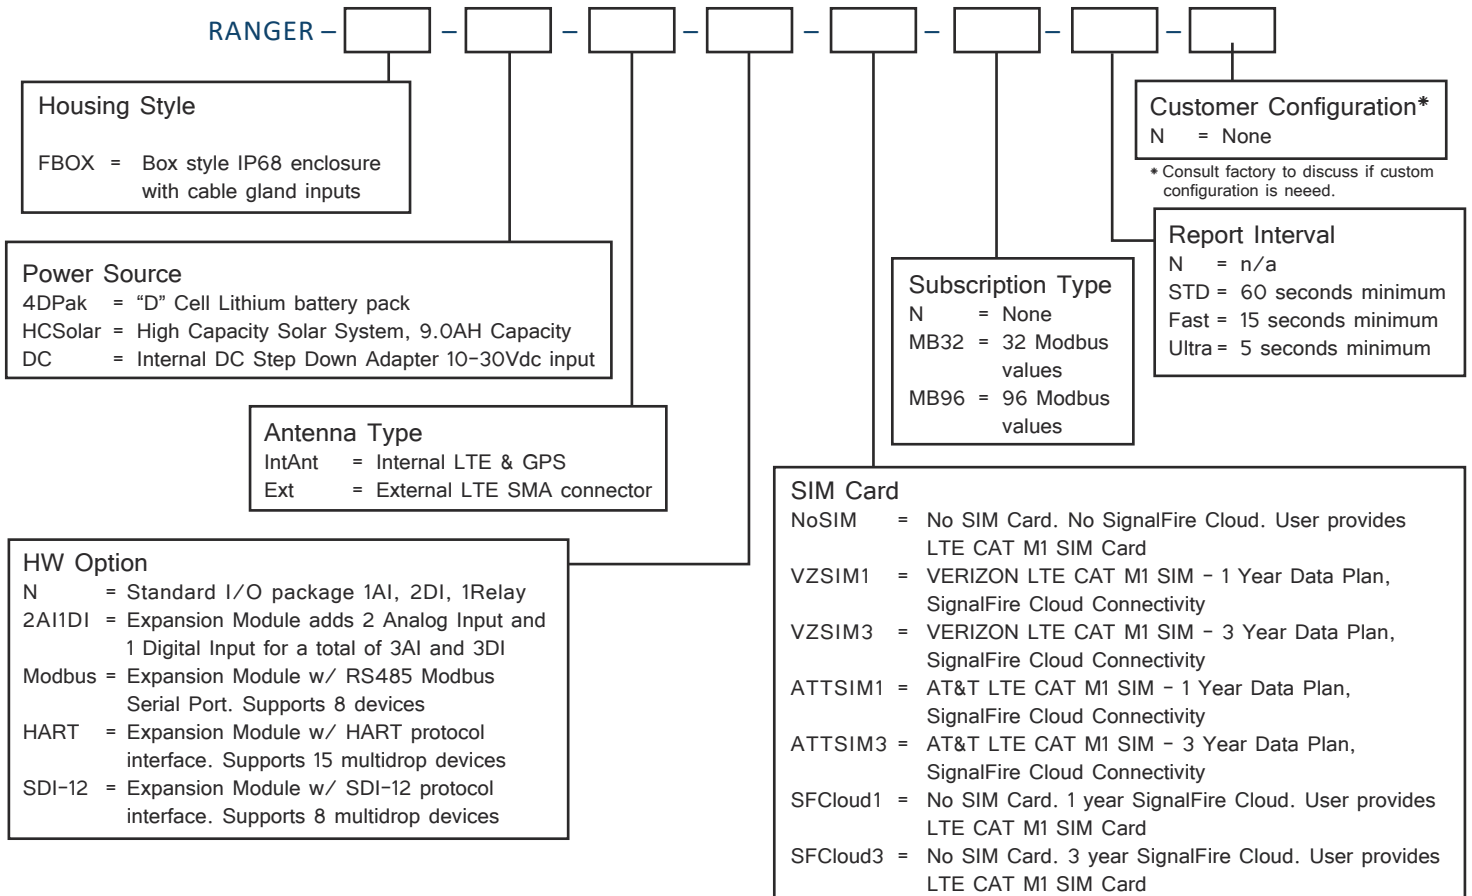 RANGER – – – – – – – –
Housing Style
FBOX = Box style IP68 enclosure
with cable gland inputs
Power Source
4DPak = “D” Cell Lithium battery pack
HCSolar = High Capacity Solar System, 9.0AH Capacity
DC = Internal DC Step Down Adapter 10-30Vdc input
Antenna Type
IntAnt = Internal LTE & GPS
Ext = External LTE SMA connector
HW Option
N = Standard I/O package 1AI, 2DI, 1Relay
2AI1DI = Expansion Module adds 2 Analog Input and
1 Digital Input for a total of 3AI and 3DI
Modbus = Expansion Module w/ RS485 Modbus
Serial Port. Supports 8 devices
HART = Expansion Module w/ HART protocol
interface. Supports 15 multidrop devices
SDI-12 = Expansion Module w/ SDI-12 protocol
interface. Supports 8 multidrop devices
SIM Card
NoSIM = No SIM Card. No SignalFire Cloud. User provides
LTE CAT M1 SIM Card
VZSIM1 = VERIZON LTE CAT M1 SIM - 1 Year Data Plan,
SignalFire Cloud Connectivity
VZSIM3 = VERIZON LTE CAT M1 SIM - 3 Year Data Plan,
SignalFire Cloud Connectivity
ATTSIM1 = AT&T LTE CAT M1 SIM - 1 Year Data Plan,
SignalFire Cloud Connectivity
ATTSIM3 = AT&T LTE CAT M1 SIM - 3 Year Data Plan,
SignalFire Cloud Connectivity
SFCloud1 = No SIM Card. 1 year SignalFire Cloud. User provides
LTE CAT M1 SIM Card
SFCloud3 = No SIM Card. 3 year SignalFire Cloud. User provides
LTE CAT M1 SIM Card
Subscription Type
N = None
MB32 = 32 Modbus
values
MB96 = 96 Modbus
values
Report Interval
N = n/a
STD = 60 seconds minimum
Fast = 15 seconds minimum
Ultra = 5 seconds minimum
Customer Configuration*
N = None
* Consult factory to discuss if custom
configuration is neeed.